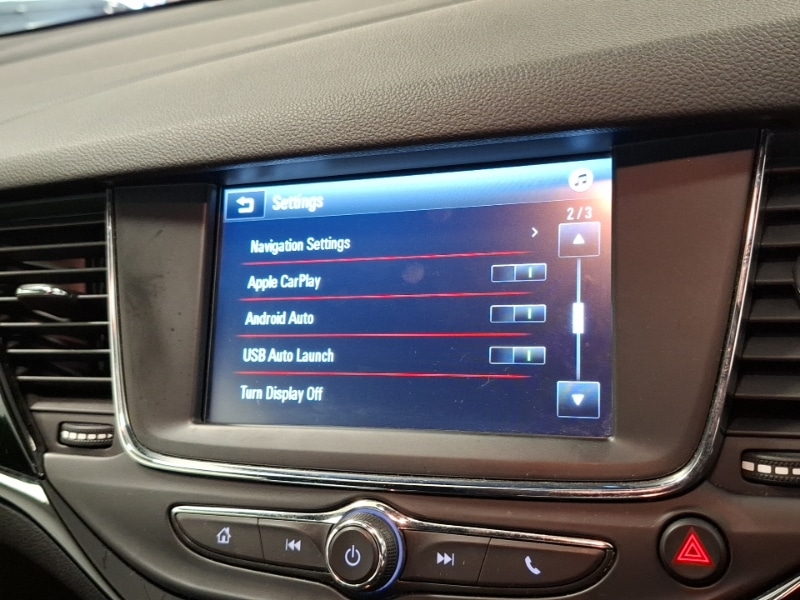 Settings
2/3
Navigation Settings
Apple CarPlay
Android Auto
USB Auto Launch
Turn Display Off